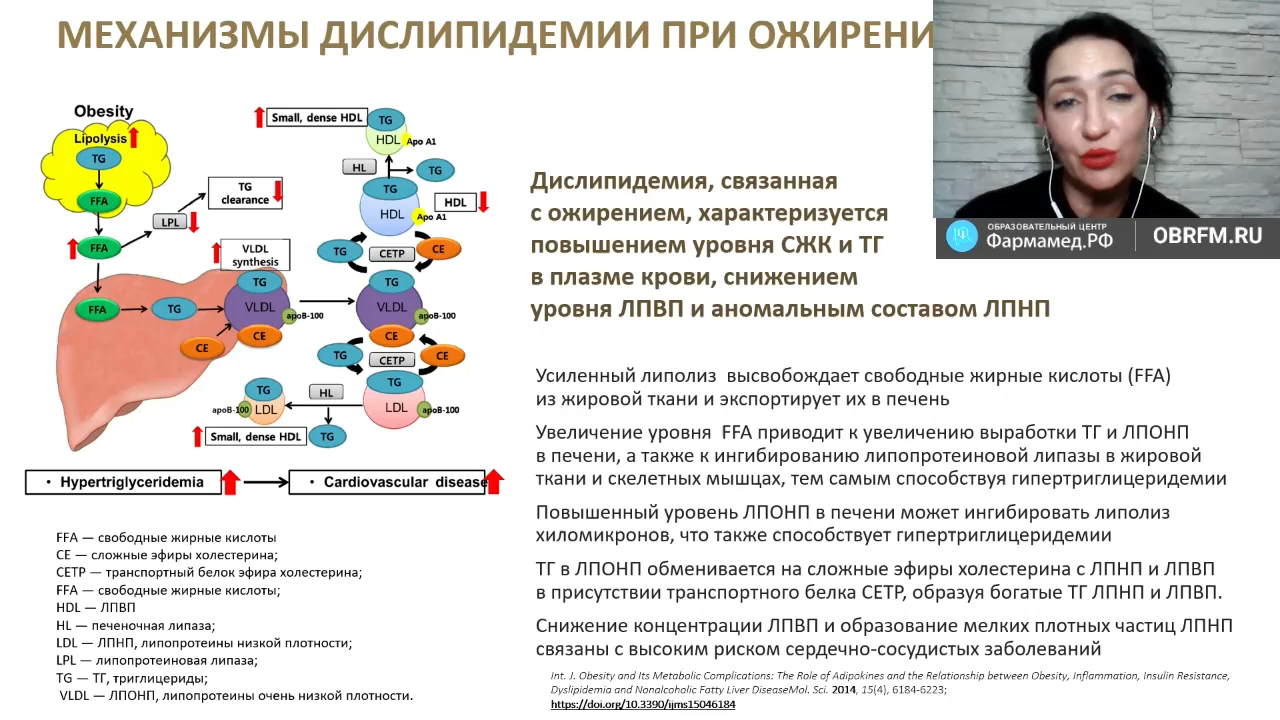 МЕХАНИЗМЫ ДИСЛИПИДЕМИИ ПРИ ОЖИРЕНИ
Obesity
Lipolysis
TG
FFA
FFA
LPL
TG
clearance
VLDL
synthesis
FFA
TG
TG
VLDL
apoB-100
CE
CE
Small, dense HDL
TG
HDL
Apo A1
HL
TG
TG
HDL
Apo A1
HDL
TG
CETP
CE
TG
VLDL
apoB-100
CE
TG
CETP
CE
TG
LDL
apoB-100
HL
TG
apoB-100
LDL
Small, dense HDL
TG
• Hypertriglyceridemia
• Cardiovascular disease
FFA — свободные жирные кислоты
CE — сложные эфиры холестерина;
CETP — транспортный белок эфира холестерина;
FFA — свободные жирные кислоты;
HDL — ЛПВП
HL — печеночная липаза;
LDL — ЛПНП, липопротеины низкой плотности;
LPL — липопротеиновая липаза;
TG — ТГ, триглицериды;
VLDL — ЛПОНП, липопротеины очень низкой плотности.
ОБРАЗОВАТЕЛЬНЫЙ ЦЕНТР
Фармамед.РФ
OBRFM.RU
Дислипидемия, связанная
с ожирением, характеризуется
повышением уровня СЖК и ТГ
в плазме крови, снижением
уровня ЛПВП и аномальным составом ЛПНП
Усиленный липолиз высвобождает свободные жирные кислоты (FFA)
из жировой ткани и экспортирует их в печень
Увеличение уровня FFA приводит к увеличению выработки ТГ и ЛПОНП
в печени, а также к ингибированию липопротеиновой липазы в жировой
ткани и скелетных мышцах, тем самым способствуя гипертриглицеридемии
Повышенный уровень ЛПОНП в печени может ингибировать липолиз
хиломикронов, что также способствует гипертриглицеридемии
ТГ в ЛПОНП обменивается на сложные эфиры холестерина с ЛПНП и ЛПВП
в присутствии транспортного белка CETP, образуя богатые ТГ ЛПНП и ЛПВП.
Снижение концентрации ЛПВП и образование мелких плотных частиц ЛПНП
связаны с высоким риском сердечно-сосудистых заболеваний
Int. J. Obesity and Its Metabolic Complications: The Role of Adipokines and the Relationship between Obesity, Inflammation, Insulin Resistance,
Dyslipidemia and Nonalcoholic Fatty Liver DiseaseMol. Sci. 2014, 15(4), 6184-6223;
https://doi.org/10.3390/ijms15046184